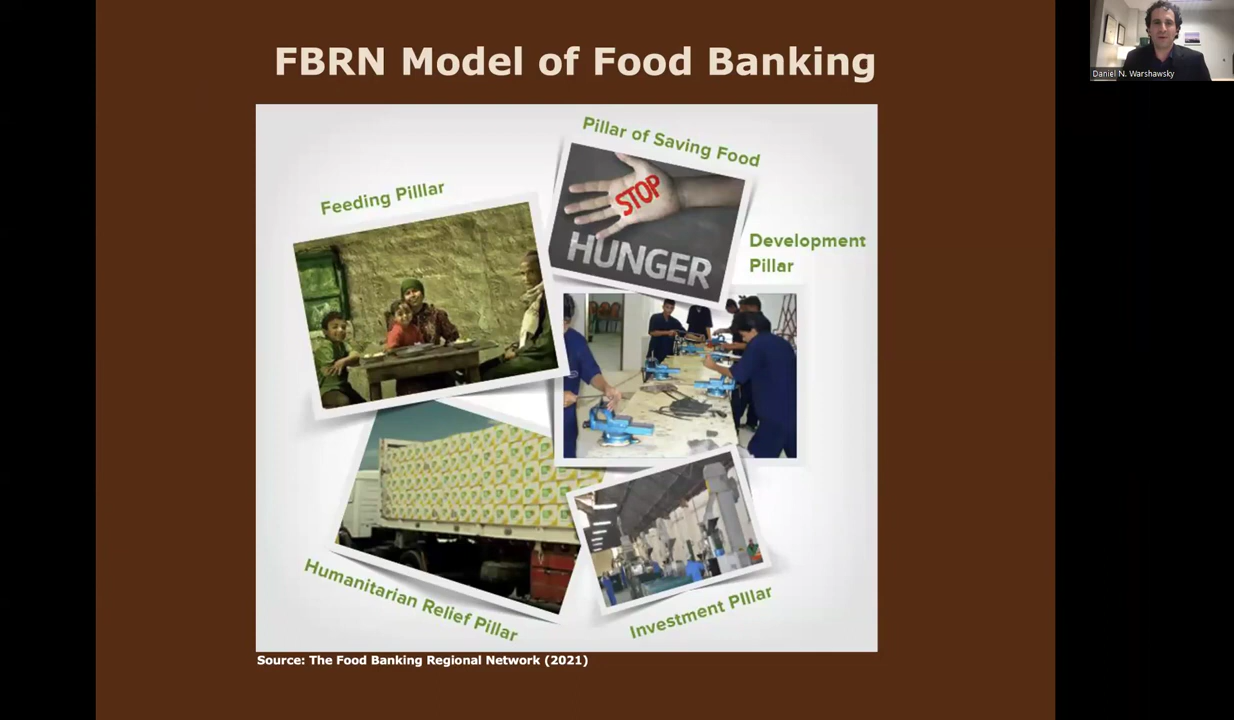 FBRN Model of Food Banking
Daniel N. Warshawsky
Pillar of Saving Food
Feeding Pilllar
STOP
HUNGER
Development
Pillar
Humanitarian Relief Pillar
Investment PIllar
Source: The Food Banking Regional Network (2021)